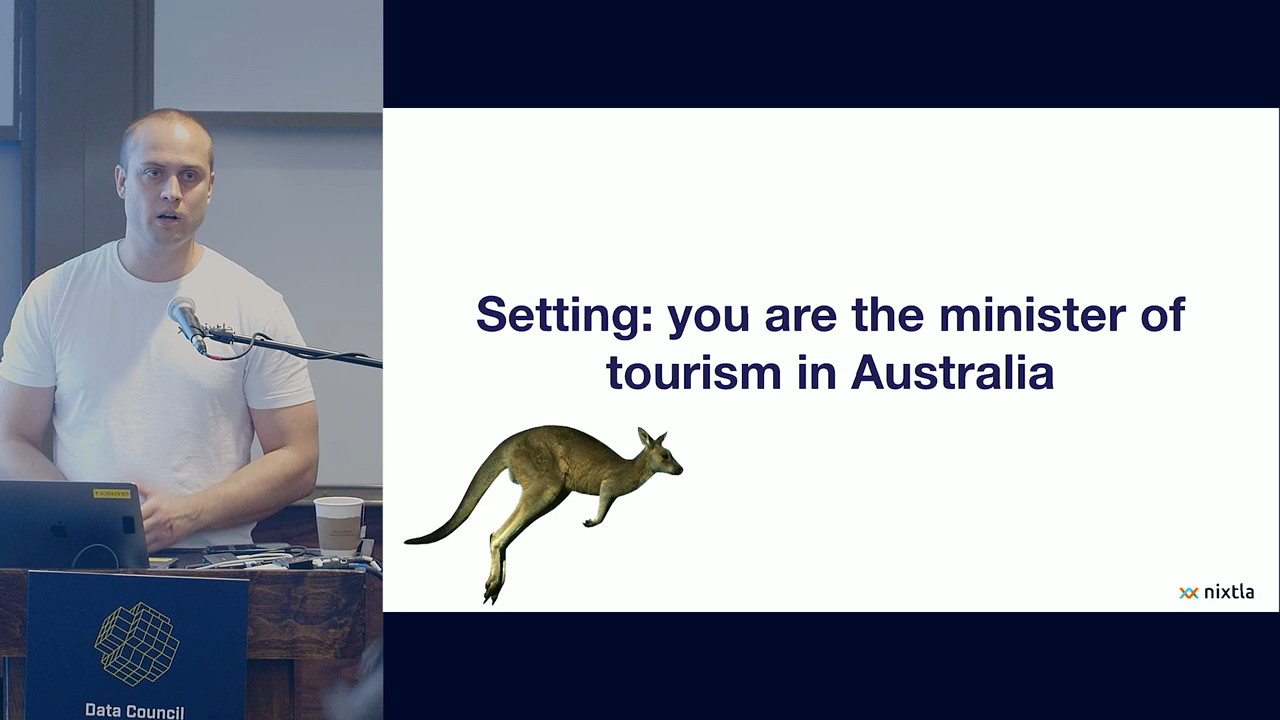 Setting: you are the minister of
tourism in Australia
nixtla
Data Council